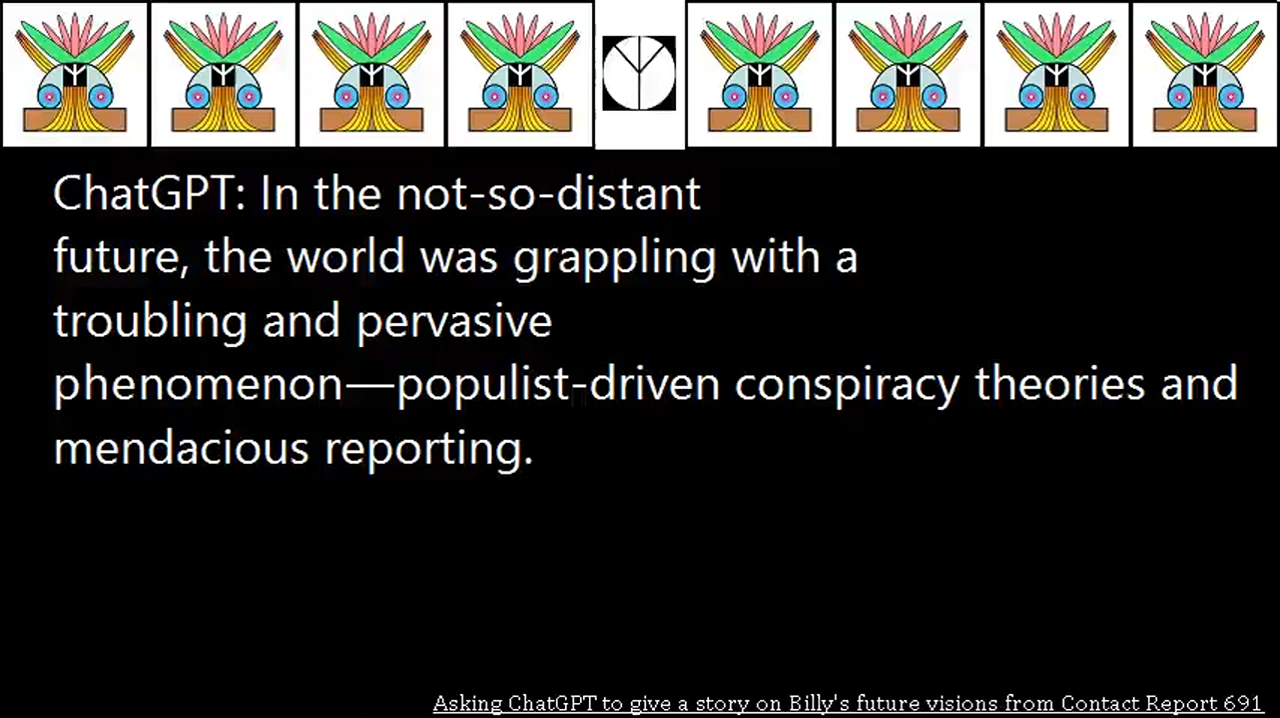 ChatGPT: In the not-so-distant
future, the world was grappling with a
troubling and pervasive
phenomenon—populist-driven conspiracy theories and
mendacious reporting.
Asking ChatGPT to give a story on Billy's future visions from Contact Report 691